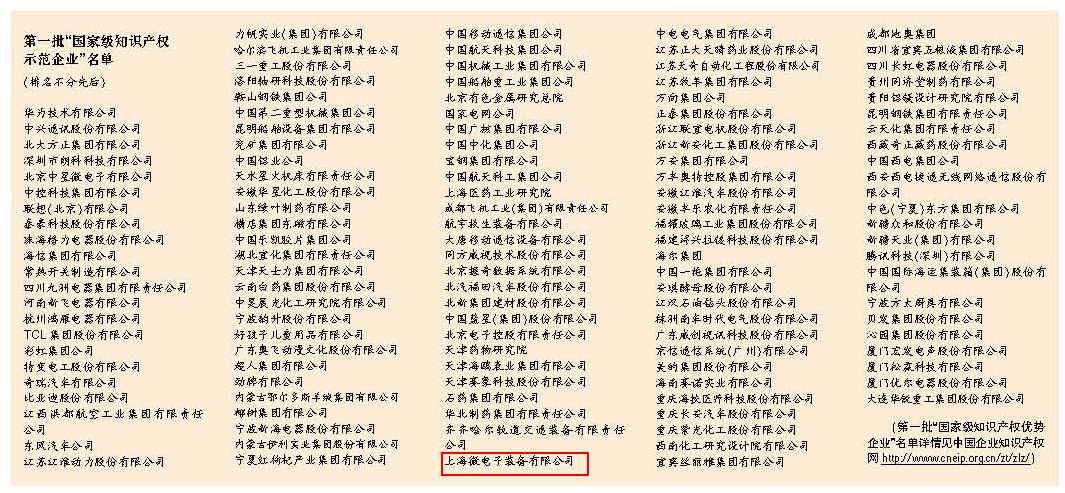 第一批“国家级知识产权
示范企业”名单
(排名不分先后)
华为技术有限公司
中兴通讯股份有限公司
北大方正集团有限公司
深圳市朗科科技有限公司
北京中星微电子有限公司
中控科技集团有限公司
联想(北京)有限公司
泰豪科技股份有限公司
珠海格力电器股份有限公司
海信集团有限公司
常熟开关制造有限公司
四川九洲电器集团有限公司
河南新飞电器有限公司
杭州鸿雁电器有限公司
TCL集团股份有限公司
彩虹集团公司
特变电工股份有限公司
奇瑞汽车有限公司
比亚迪股份有限公司
江西洪都航空工业集团有限责任
公司
东风汽车公司
江苏江淮动力股份有限公司
力帆实业(集团)有限公司
哈尔滨飞机工业集团有限责任公司
三一重工股份有限公司
洛阳轴研科技股份有限公司
鞍山钢铁集团公司
中国第二重型机械集团公司
昆明船舶设备集团有限公司
兖矿集团有限公司
中国铝业公司
天水星火机床有限责任公司
安徽华星化工股份有限公司
山东绿叶制药有限公司
横店集团东磁有限公司
中国乐凯胶片集团公司
湖北宜化集团有限责任公司
天津天士力集团有限公司
云南白药集团股份有限公司
中昊晨光化工研究院有限公司
宁波韵升股份有限公司
好孩子儿童用品有限公司
广东奥飞动漫文化股份有限公司
超人集团有限公司
劲牌有限公司
内蒙古鄂尔多斯羊绒集团有限公司
椰树集团有限公司
宁波新海电器股份有限公司
内蒙古伊利实业集团股份有限公司
宁夏红枸杞产业集团有限公司
中国移动通信集团公司
中国航天科技集团公司
中国机械工业集团有限公司
中国船舶重工集团公司
北京有色金属研究总院
国家电网公司
中国广核集团有限公司
中国中化集团公司
宝钢集团有限公司
中国航天科工集团公司
上海医药工业研究院
成都飞机工业(集团)有限责任公司
航宇救生装备有限公司
大唐移动通信设备有限公司
同方威视技术股份有限公司
北京握奇数据系统有限公司
北汽福田汽车股份有限公司
北新集团建材股份有限公司
中国蓝星(集团)股份有限公司
北京电子控股有限责任公司
天津药物研究院
天津海鸥表业集团有限公司
天津赛象科技股份有限公司
石药集团有限公司
华北制药集团有限责任公司
齐齐哈尔轨道交通装备有限责任
公司
上海微电子装备有限公司
中电电气集团有限公司
江苏正大天晴药业股份有限公司
江苏天奇自动化工程股份有限公司
江苏牧羊集团有限公司
万向集团公司
正泰集团股份有限公司
浙江联宜电机股份有限公司
浙江新安化工集团股份有限公司
万安集团有限公司
万丰奥特控股集团有限公司
安徽江淮汽车股份有限公司
安徽丰乐农化有限责任公司
福耀玻璃工业集团股份有限公司
福建浔兴拉链科技股份有限公司
海尔集团
中国一拖集团有限公司
安琪酵母股份有限公司
江汉石油钻头股份有限公司
株洲南车时代电气股份有限公司
广东威创视讯科技股份有限公司
京信通信系统(广州)有限公司
美的集团股份有限公司
海南赛诺实业有限公司
重庆海扶医疗科技股份有限公司
重庆长安汽车股份有限公司
重庆紫光化工股份有限公司
西南化工研究设计院有限公司
宜宾丝丽雅集团有限公司
成都地奥集团
四川省宜宾五粮液集团有限公司
四川长虹电器股份有限公司
贵州同济堂制药有限公司
贵阳铝镁设计研究院有限公司
昆明钢铁集团有限责任公司
云天化集团有限责任公司
西藏奇正藏药股份有限公司
中国西电集团公司
西安西电捷通无线网络通信股份有
限公司
中色(宁夏)东方集团有限公司
新疆众和股份有限公司
新疆天业(集团)有限公司
腾讯科技(深圳)有限公司
中国国际海运集装箱(集团)股份有
限公司
宁波方太厨具有限公司
贝发集团股份有限公司
沁园集团股份有限公司
厦门宏发电声股份有限公司
厦门松霖科技有限公司
厦门优尔电器股份有限公司
大连华锐重工集团股份有限公司
(第一批“国家级知识产权优势
企业”名单详情见中国企业知识产权
网 http://www.cneip.org.cn/zt/zlz/)